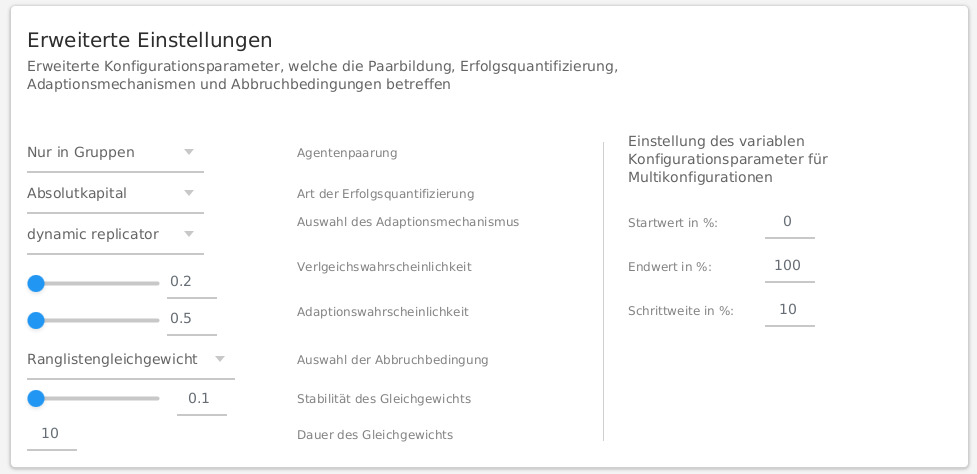 Erweiterte Einstellungen
Erweiterte Konfigurationsparameter, welche die Paarbildung, Erfolgsquantifizierung,
Adaptionsmechanismen und Abbruchbedingungen betreffen
Nur in Gruppen
Agentenpaarung
Absolutkapital
Art der Erfolgsquantifizierung
dynamic replicator
Auswahl des Adaptionsmechanismus
0.2
Verlgeichswahrscheinlichkeit
0.5
Adaptionswahrscheinlichkeit
Ranglistengleichgewicht
Auswahl der Abbruchbedingung
0.1
Stabilität des Gleichgewichts
10
Dauer des Gleichgewichts
Einstellung des variablen
Konfigurationsparameter für
Multikonfigurationen
Startwert in %: 0
Endwert in %: 100
Schrittweite in %: 10